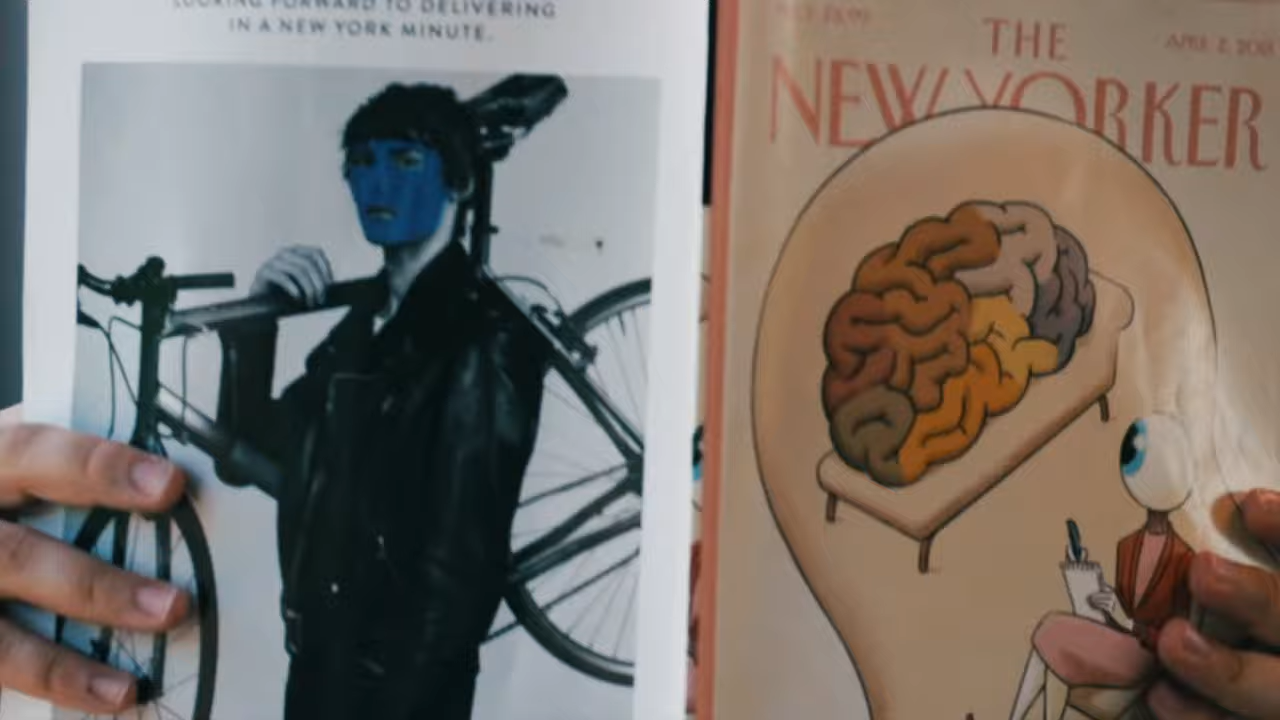 LOOKING FORWARD TO DELIVERING
IN A NEW YORK MINUTE.
THE
NEW YORKER